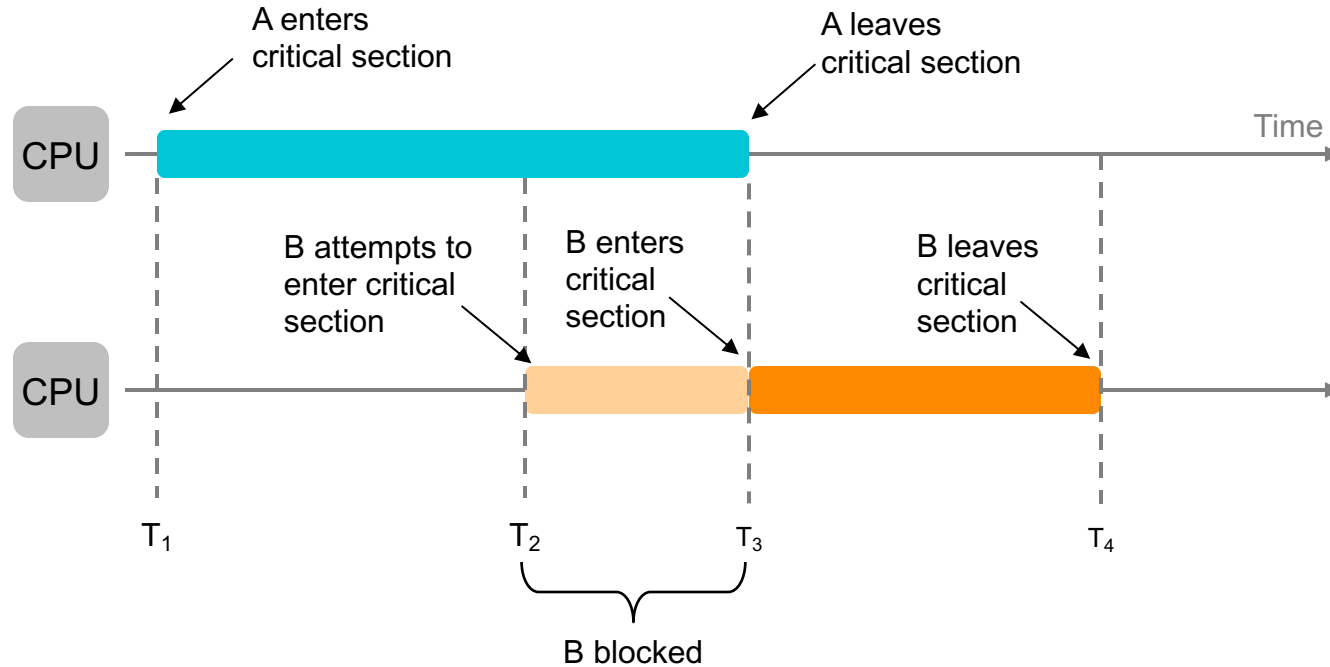 A enters
critical section
A leaves
critical section
CPU
Time
B attempts to
enter critical
section
B enters
critical
section
B leaves
critical
section
CPU
T₁
T₂
T₃
T₄
B blocked